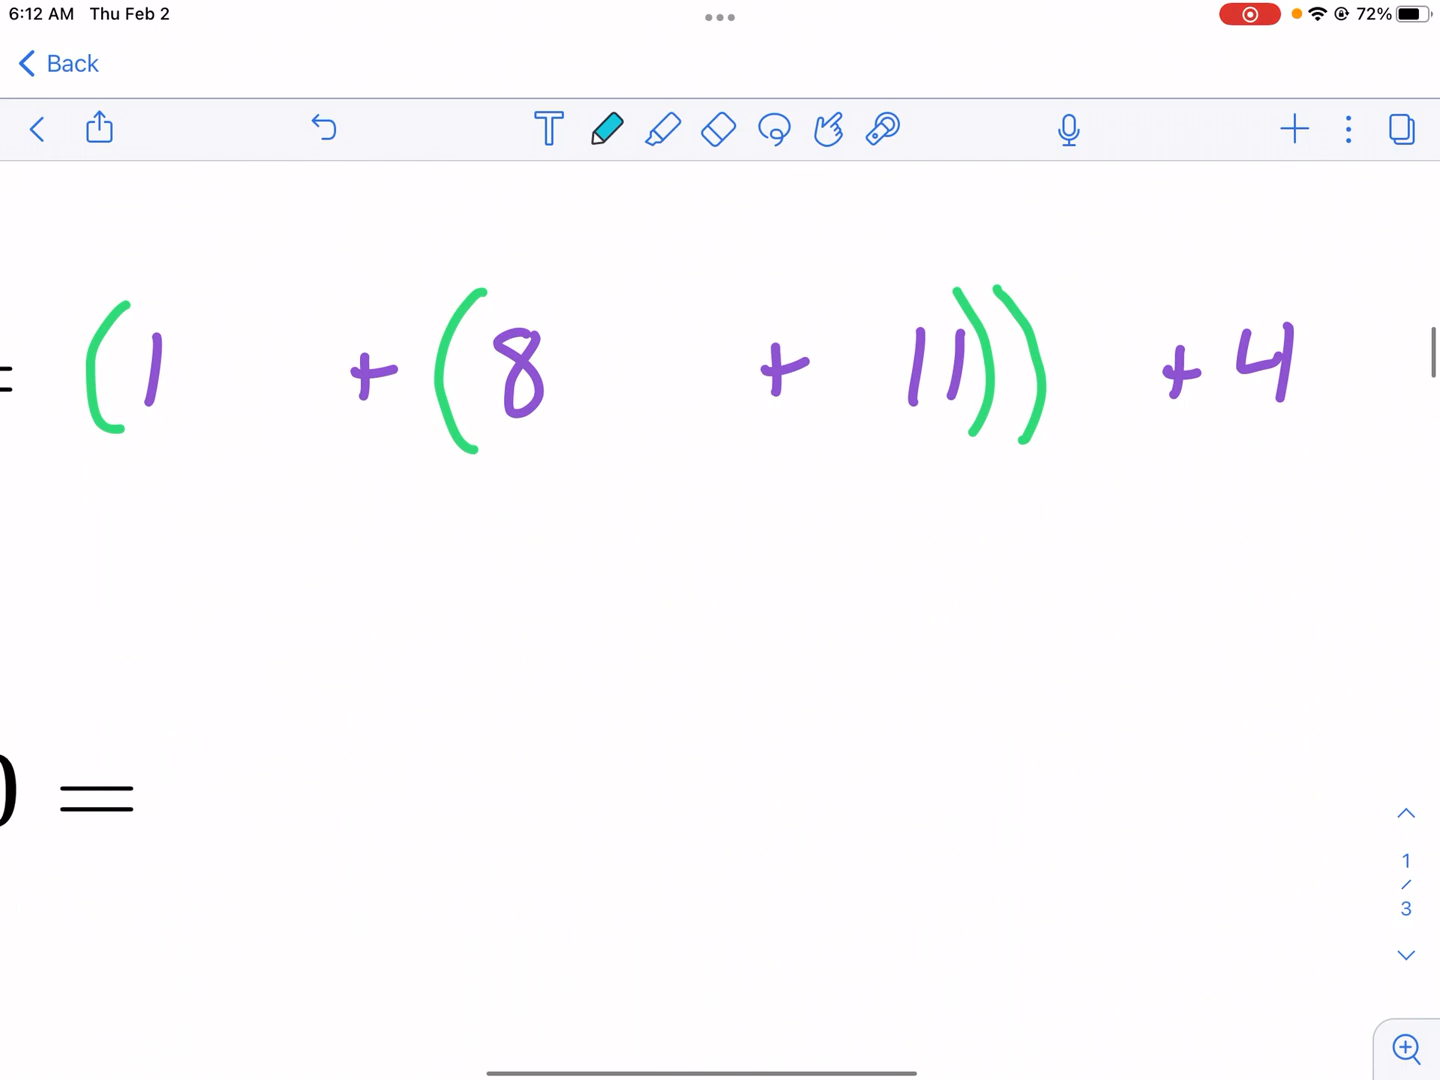 6:12 AM Thu Feb 2 72%
Back
= (1 + (8 + 11)) + 4
) =
1
/
3